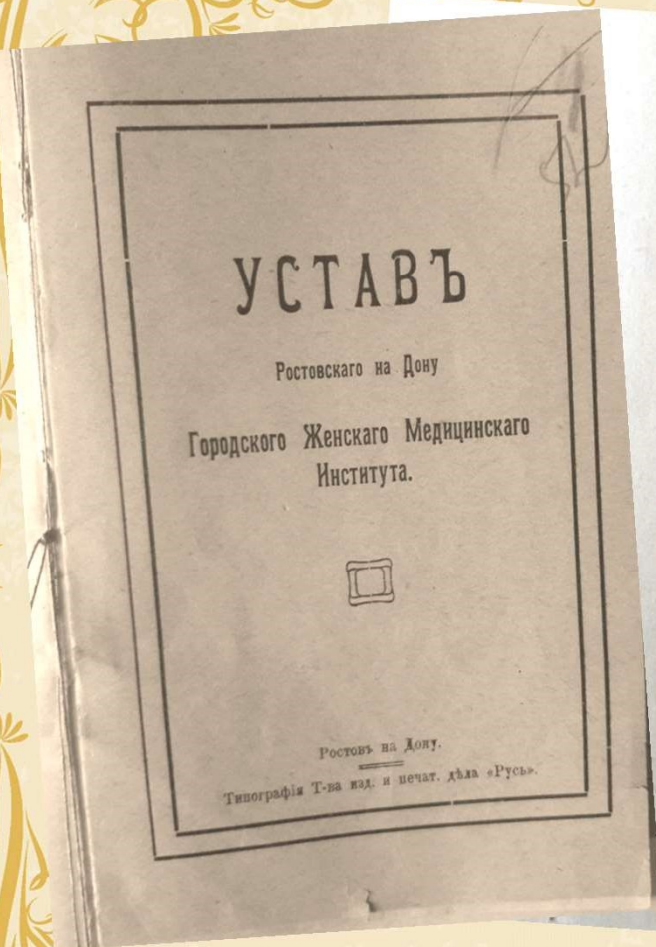 УСТАВЪ
Ростовскаго на Дону
Городского Женскаго Медицинскаго
Института.
Ростовъ на Дону.
Типографія Т-ва изд. и печат. дѣла «Русь».